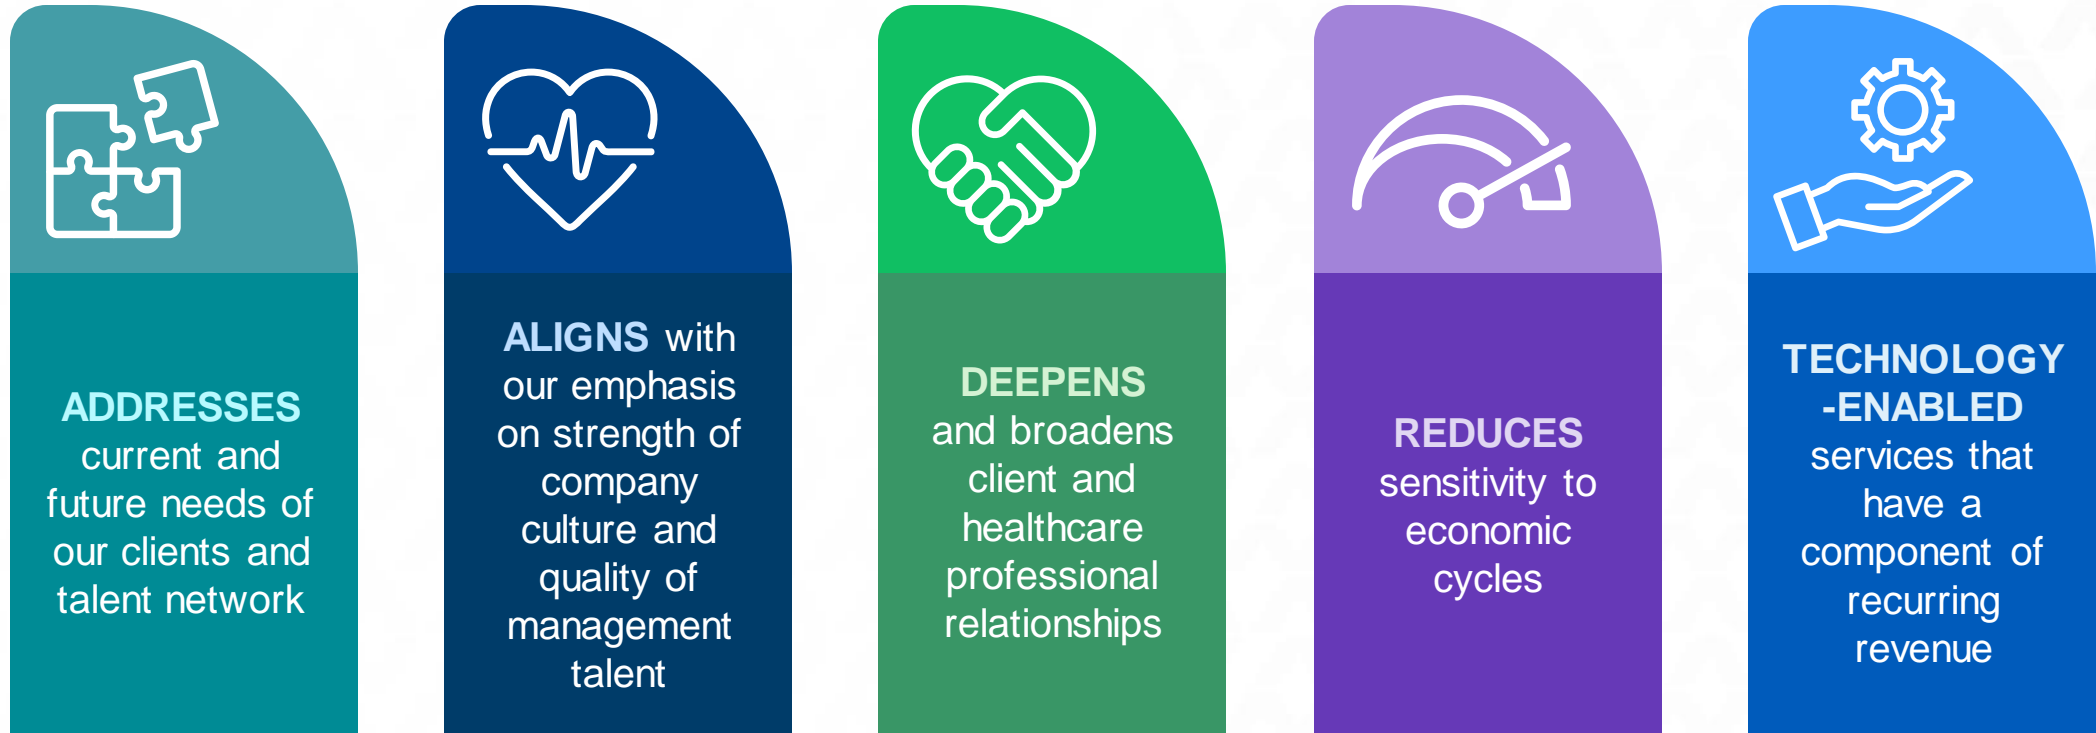 ADDRESSES
current and
future needs of
our clients and
talent network
ALIGNS with
our emphasis
on strength of
company
culture and
quality of
management
talent
DEEPENS
and broadens
client and
healthcare
professional
relationships
REDUCES
sensitivity to
economic
cycles
TECHNOLOGY
-ENABLED
services that
have a
component of
recurring
revenue